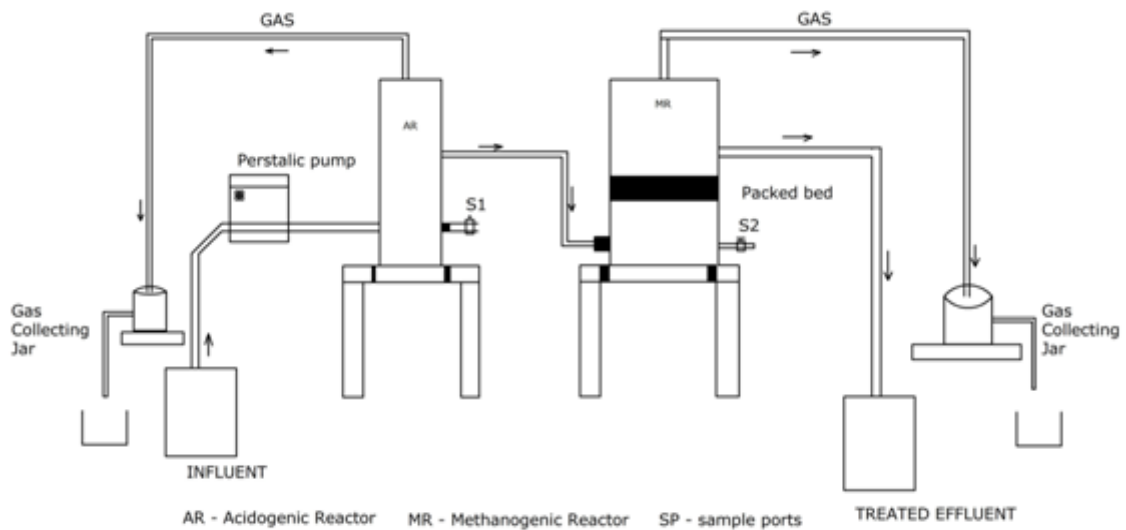 GAS
GAS
AR
MR
Perstalic pump
S1
Packed bed
S2
Gas
Collecting
Jar
Gas
Collecting
Jar
INFLUENT
TREATED EFFLUENT
AR - Acidogenic Reactor
MR - Methanogenic Reactor
SP - sample ports